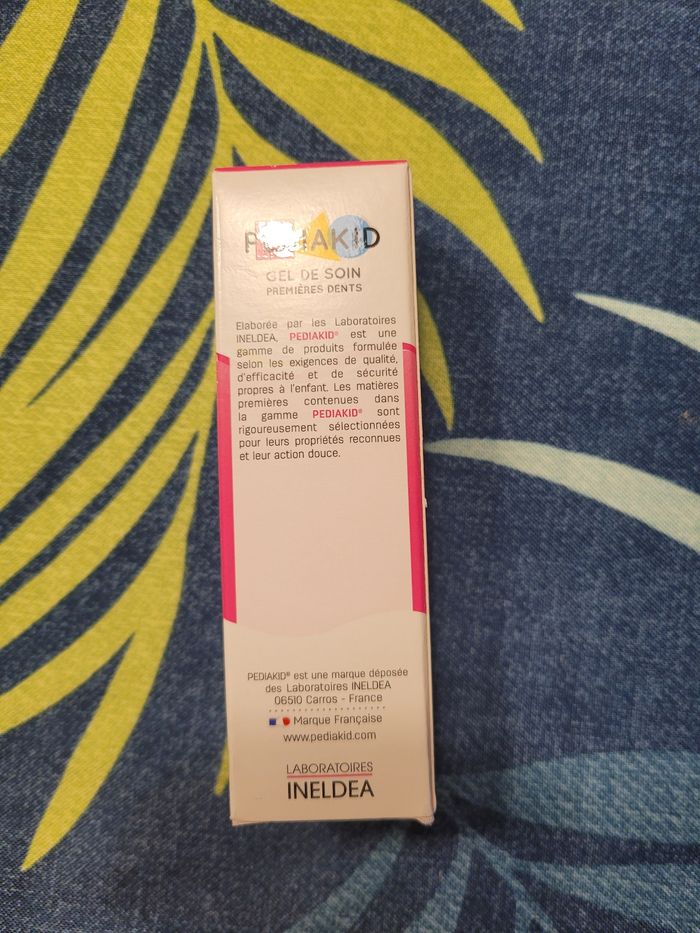 PEDIAKID
GEL DE SOIN
PREMIÈRES DENTS
Elaborée par les Laboratoires
INELDEA, PEDIAKID® est une
gamme de produits formulée
selon les exigences de qualité,
d'efficacité et de sécurité
propres à l'enfant. Les matières
premières contenues dans
la gamme PEDIAKID® sont
rigoureusement sélectionnées
pour leurs propriétés reconnues
et leur action douce.
PEDIAKID® est une marque déposée
des Laboratoires INELDEA
06510 Carros - France
Marque Française
www.pediakid.com
LABORATOIRES
INELDEA